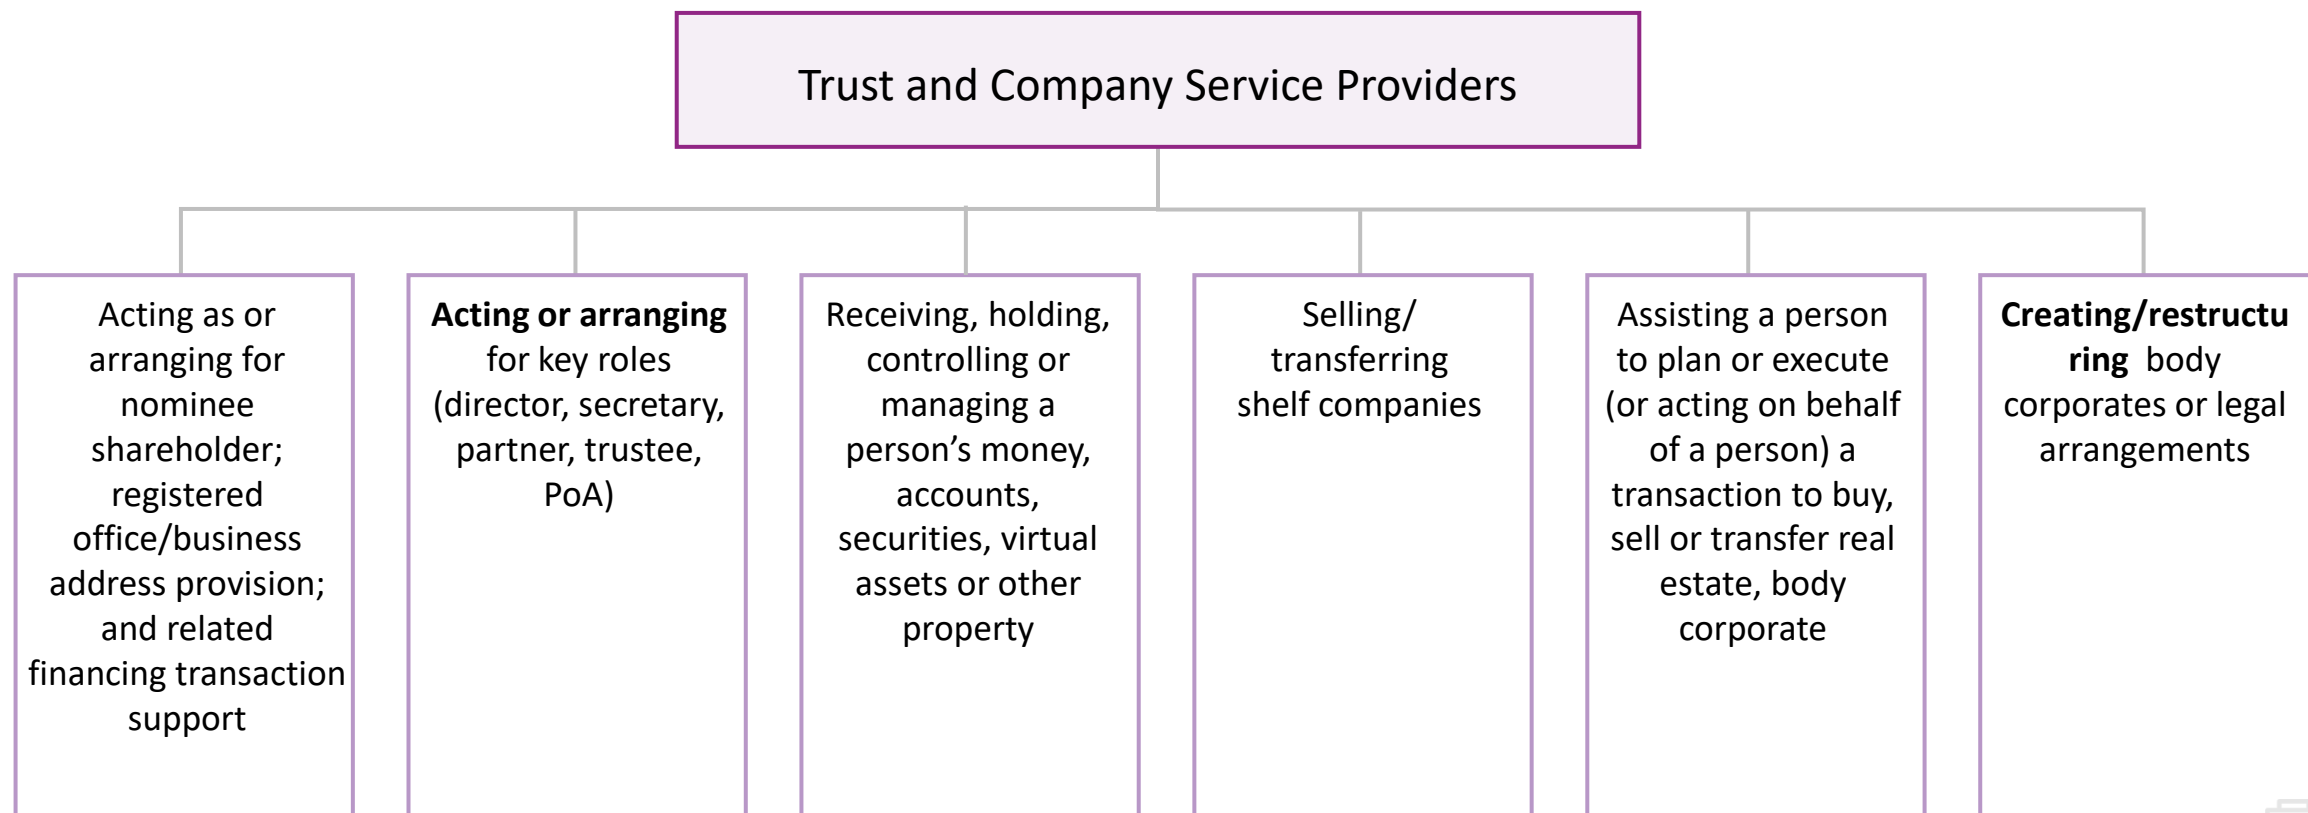 Trust and Company Service Providers
Acting as or
arranging for
nominee
shareholder;
registered
office/business
address provision;
and related
financing transaction
support
Acting or arranging
for key roles
(director, secretary,
partner, trustee,
PoA)
Receiving, holding,
controlling or
managing a
person’s money,
accounts,
securities, virtual
assets or other
property
Selling/
transferring
shelf companies
Assisting a person
to plan or execute
(or acting on behalf
of a person) a
transaction to buy,
sell or transfer real
estate, body
corporate
Creating/restructu
ring body
corporates or legal
arrangements